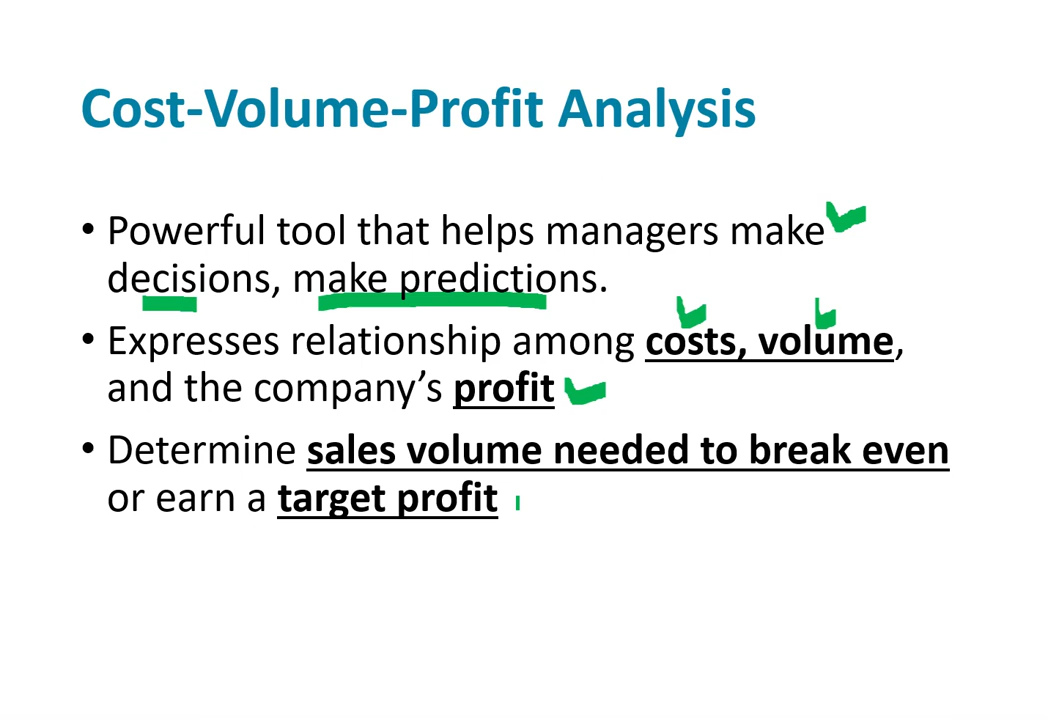 Cost-Volume-Profit Analysis
• Powerful tool that helps managers make
decisions, make predictions.
• Expresses relationship among costs, volume,
and the company’s profit
• Determine sales volume needed to break even
or earn a target profit